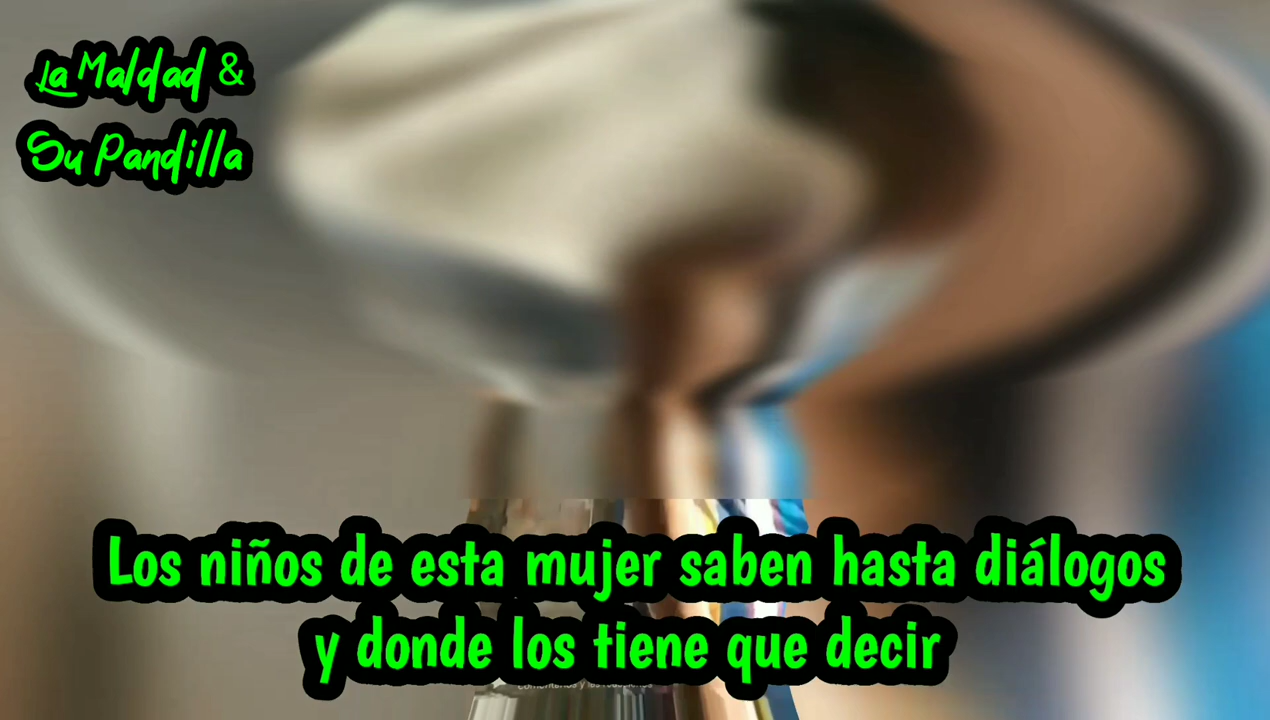 La Maldad &
Su Pandilla
Los niños de esta mujer saben hasta diálogos
y donde los tiene que decir